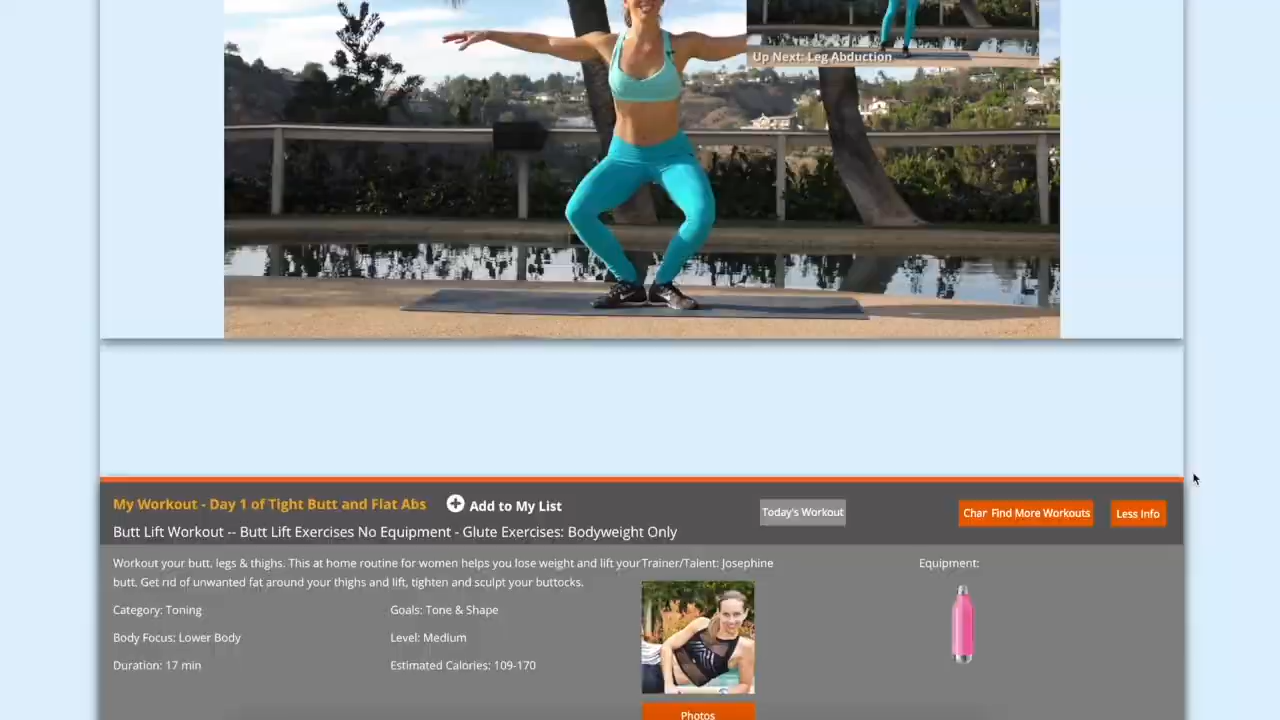 Up Next: Leg Abduction
My Workout - Day 1 of Tight Butt and Flat Abs
Add to My List
Today's Workout
Char Find More Workouts
Less Info
Butt Lift Workout -- Butt Lift Exercises No Equipment - Glute Exercises: Bodyweight Only
Workout your butt, legs & thighs. This at home routine for women helps you lose weight and lift your
butt. Get rid of unwanted fat around your thighs and lift, tighten and sculpt your buttocks.
Trainer/Talent: Josephine
Equipment:
Category: Toning
Goals: Tone & Shape
Body Focus: Lower Body
Level: Medium
Duration: 17 min
Estimated Calories: 109-170
Photos